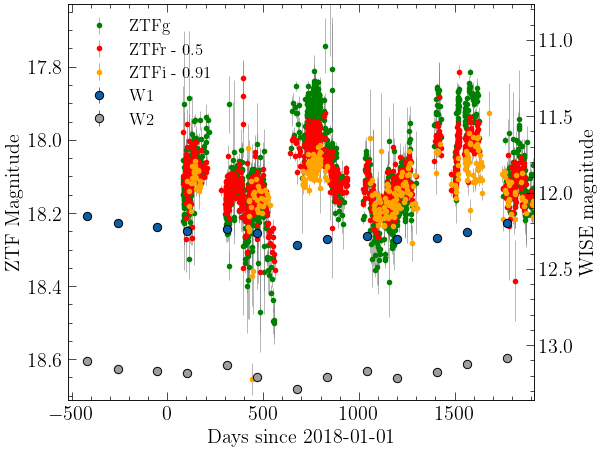 ZTFg
ZTFr - 0.5
ZTFi - 0.91
W1
W2
17.8
18.0
18.2
18.4
18.6
ZTF Magnitude
11.0
11.5
12.0
12.5
13.0
WISE magnitude
−500
0
500
1000
1500
Days since 2018-01-01